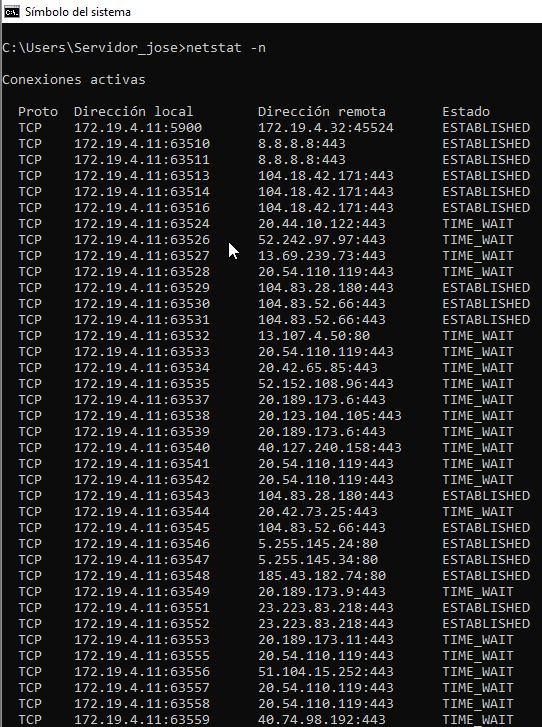 Símbolo del sistema
C:\Users\Servidor_jose>netstat -n
Conexiones activas
Proto  Dirección local        Dirección remota       Estado
TCP    172.19.4.11:5900       172.19.4.32:45524      ESTABLISHED
TCP    172.19.4.11:63510      8.8.8.8:443            ESTABLISHED
TCP    172.19.4.11:63511      8.8.8.8:443            ESTABLISHED
TCP    172.19.4.11:63513      104.18.42.171:443      ESTABLISHED
TCP    172.19.4.11:63514      104.18.42.171:443      ESTABLISHED
TCP    172.19.4.11:63516      104.18.42.171:443      ESTABLISHED
TCP    172.19.4.11:63524      20.44.10.122:443       TIME_WAIT
TCP    172.19.4.11:63526      52.242.97.97:443       TIME_WAIT
TCP    172.19.4.11:63527      13.69.239.73:443       TIME_WAIT
TCP    172.19.4.11:63528      20.54.110.119:443      TIME_WAIT
TCP    172.19.4.11:63529      104.83.28.180:443      ESTABLISHED
TCP    172.19.4.11:63530      104.83.52.66:443       ESTABLISHED
TCP    172.19.4.11:63531      104.83.52.66:443       ESTABLISHED
TCP    172.19.4.11:63532      13.107.4.50:80         TIME_WAIT
TCP    172.19.4.11:63533      20.54.110.119:443      TIME_WAIT
TCP    172.19.4.11:63534      20.42.65.85:443        TIME_WAIT
TCP    172.19.4.11:63535      52.152.108.96:443      TIME_WAIT
TCP    172.19.4.11:63537      20.189.173.6:443       TIME_WAIT
TCP    172.19.4.11:63538      20.123.104.105:443     TIME_WAIT
TCP    172.19.4.11:63539      20.189.173.6:443       TIME_WAIT
TCP    172.19.4.11:63540      40.127.240.158:443     TIME_WAIT
TCP    172.19.4.11:63541      20.54.110.119:443      TIME_WAIT
TCP    172.19.4.11:63542      20.54.110.119:443      TIME_WAIT
TCP    172.19.4.11:63543      104.83.28.180:443      ESTABLISHED
TCP    172.19.4.11:63544      20.42.73.25:443        TIME_WAIT
TCP    172.19.4.11:63545      104.83.52.66:443       ESTABLISHED
TCP    172.19.4.11:63546      5.255.145.24:80        ESTABLISHED
TCP    172.19.4.11:63547      5.255.145.34:80        ESTABLISHED
TCP    172.19.4.11:63548      185.43.182.74:80       ESTABLISHED
TCP    172.19.4.11:63549      20.189.173.9:443       TIME_WAIT
TCP    172.19.4.11:63551      23.223.83.218:443      ESTABLISHED
TCP    172.19.4.11:63552      23.223.83.218:443      ESTABLISHED
TCP    172.19.4.11:63553      20.189.173.11:443      TIME_WAIT
TCP    172.19.4.11:63555      20.54.110.119:443      TIME_WAIT
TCP    172.19.4.11:63556      51.104.15.252:443      TIME_WAIT
TCP    172.19.4.11:63557      20.54.110.119:443      TIME_WAIT
TCP    172.19.4.11:63558      20.54.110.119:443      TIME_WAIT
TCP    172.19.4.11:63559      40.74.98.192:443       TIME_WAIT